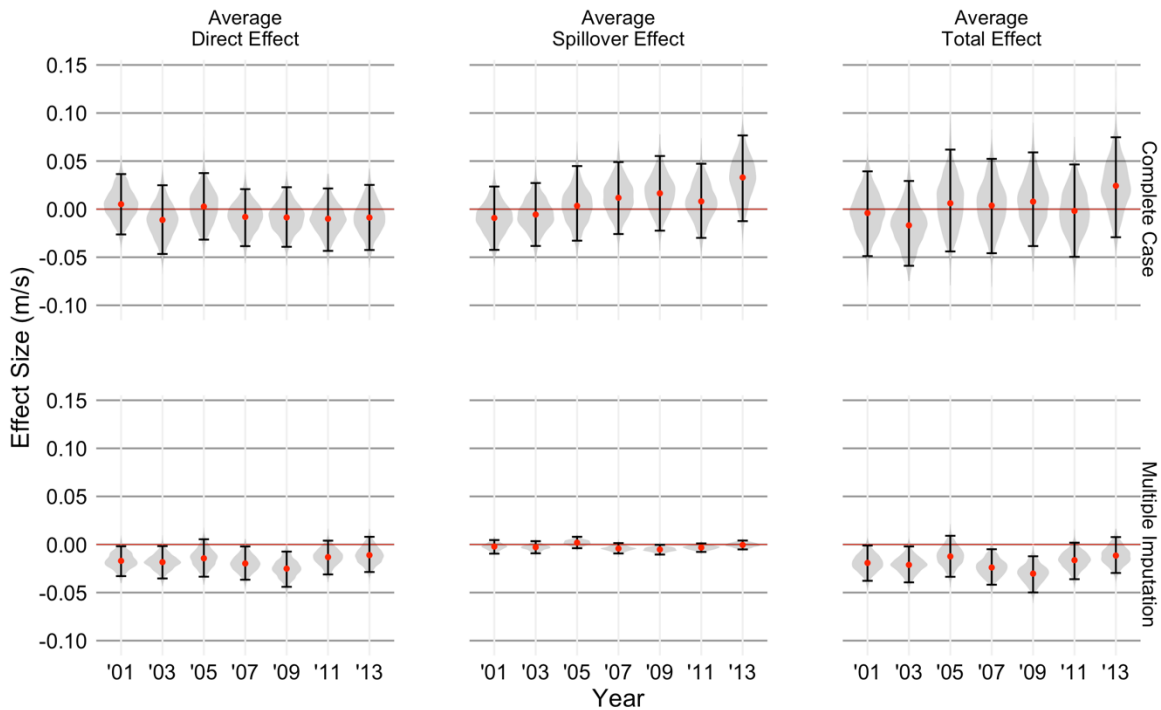 Average
Direct Effect
Average
Spillover Effect
Average
Total Effect
Effect Size (m/s)
0.15
0.10
0.05
0.00
-0.05
-0.10
Complete Case
0.15
0.10
0.05
0.00
-0.05
-0.10
Multiple Imputation
'01 '03 '05 '07 '09 '11 '13
'01 '03 '05 '07 '09 '11 '13
'01 '03 '05 '07 '09 '11 '13
Year